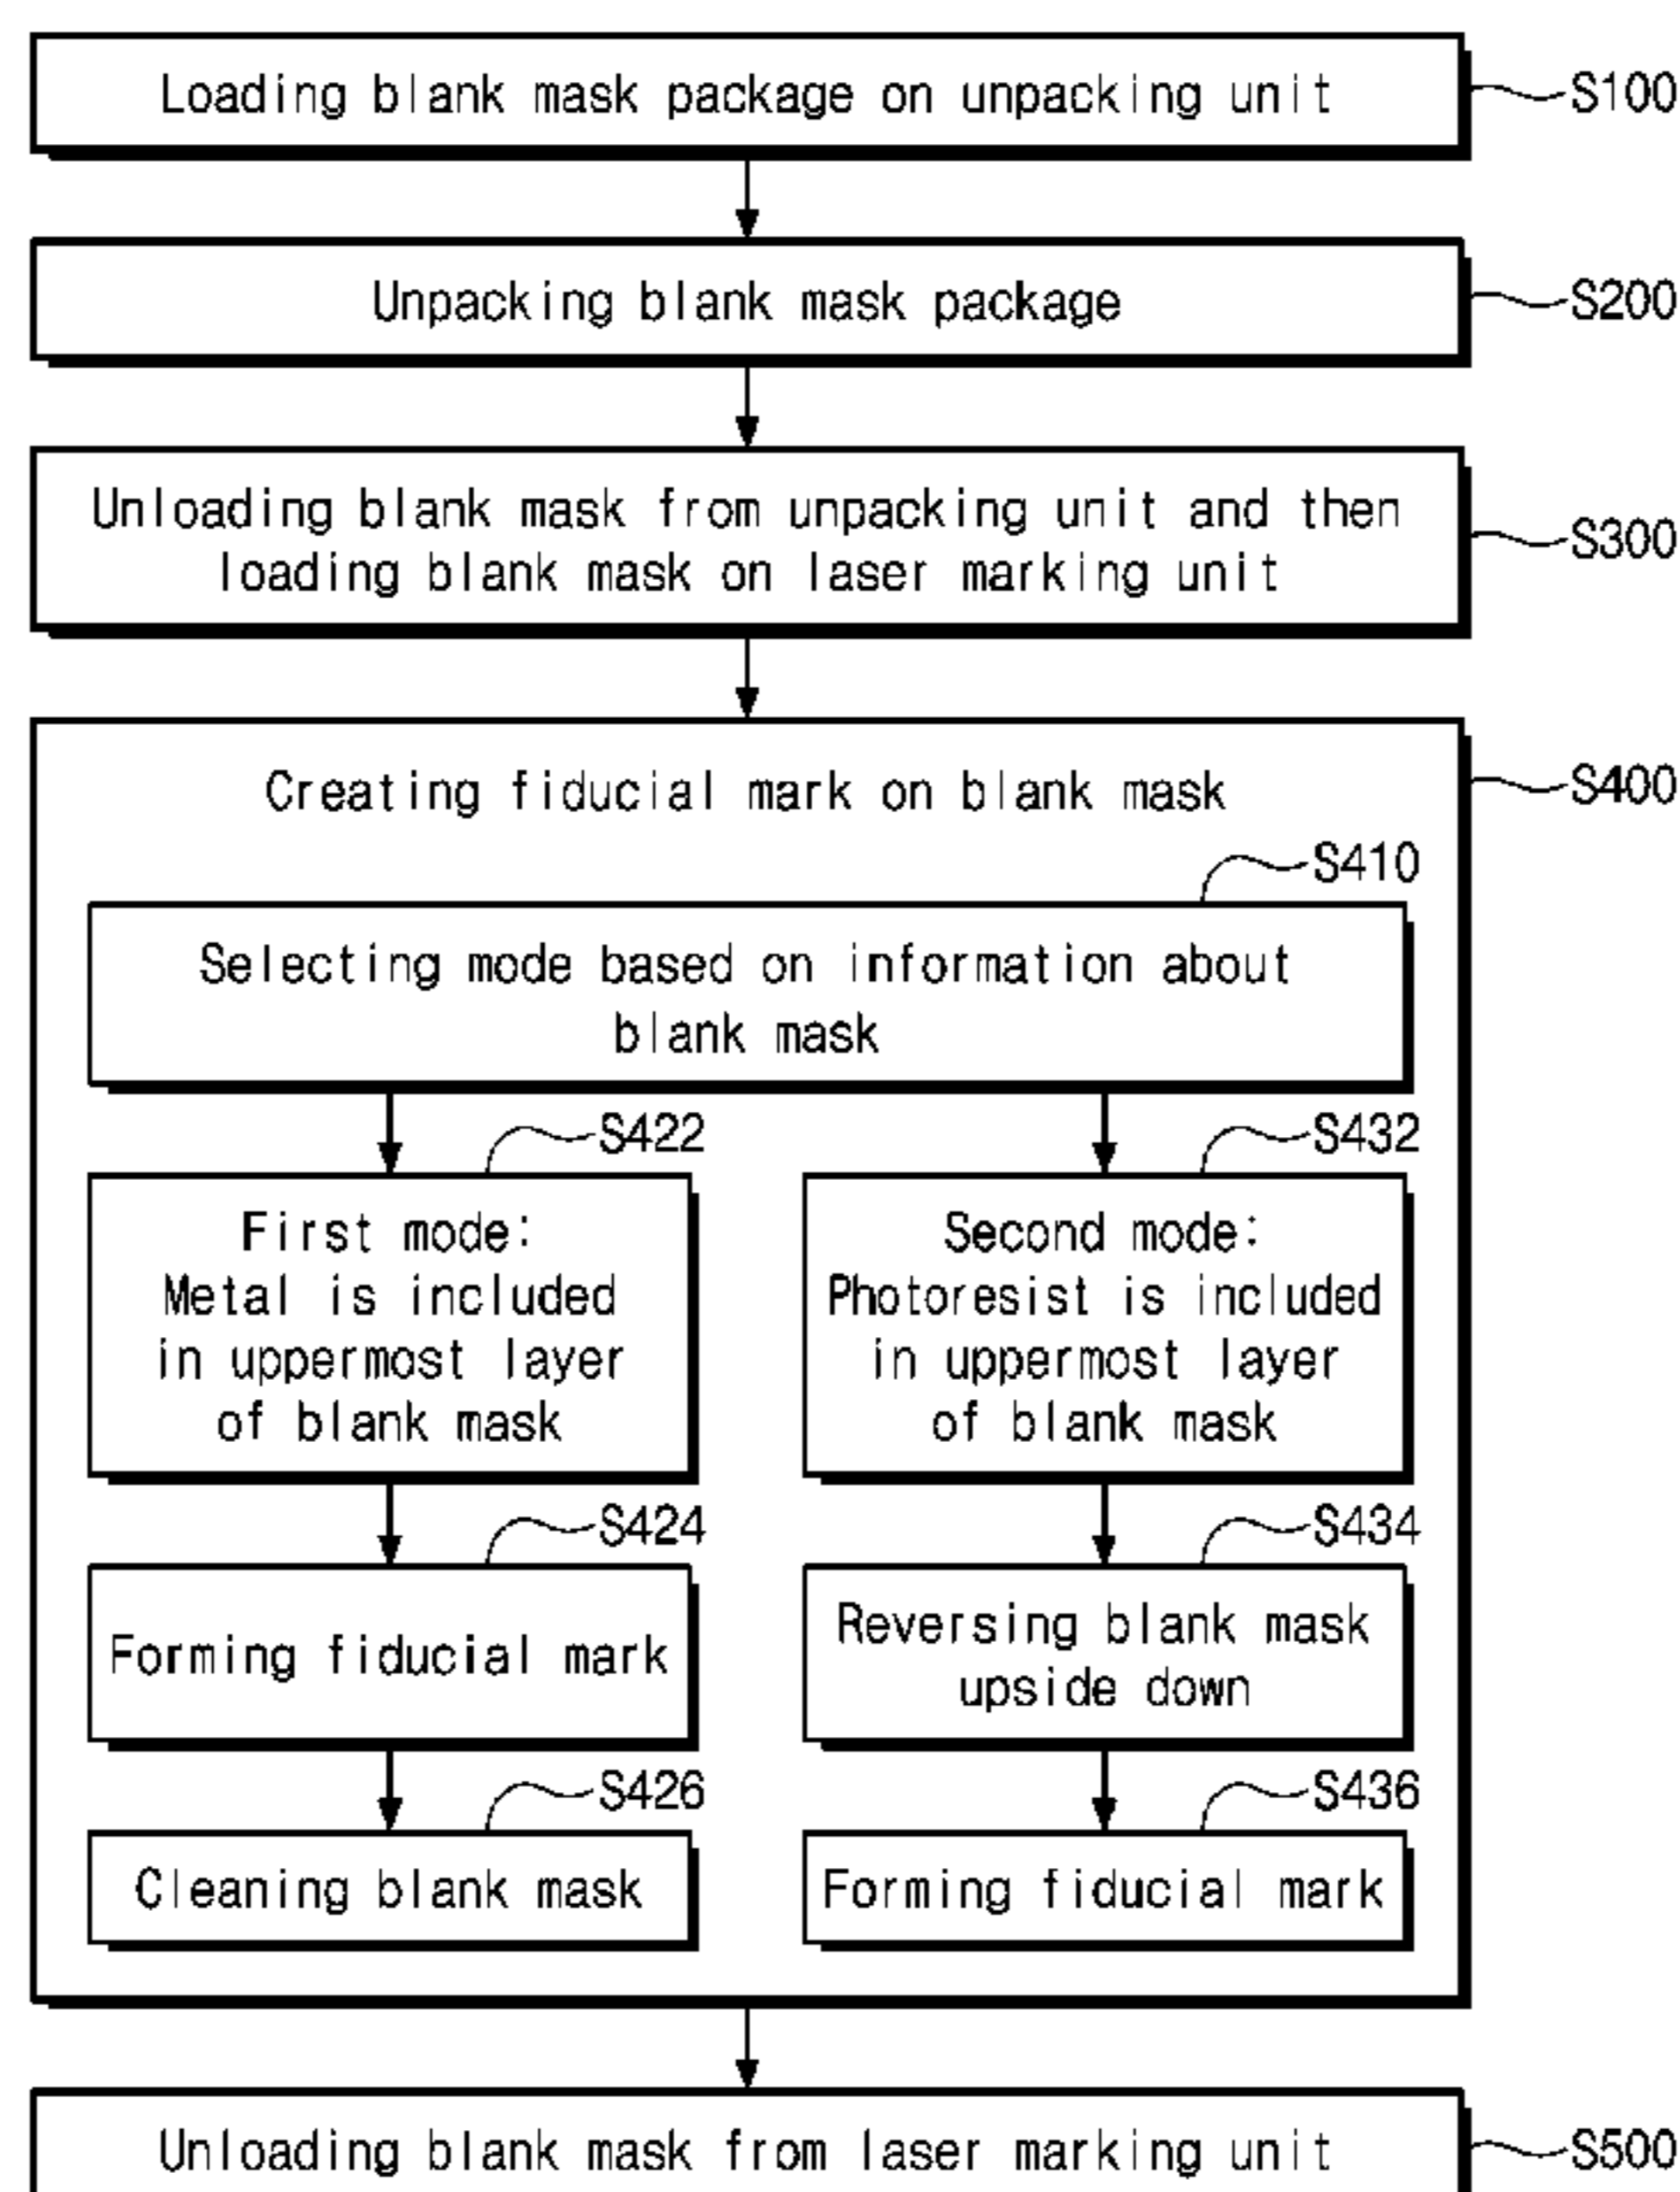 Loading blank mask package on unpacking unit
S100
Unpacking blank mask package
S200
Unloading blank mask from unpacking unit and then
loading blank mask on laser marking unit
S300
Creating fiducial mark on blank mask
S400
S410
Selecting mode based on information about
blank mask
S422
First mode:
Metal is included
in uppermost layer
of blank mask
S424
Forming fiducial mark
S426
Cleaning blank mask
S432
Second mode:
Photoresist is included
in uppermost layer
of blank mask
S434
Reversing blank mask
upside down
S436
Forming fiducial mark
Unloading blank mask from laser marking unit
S500